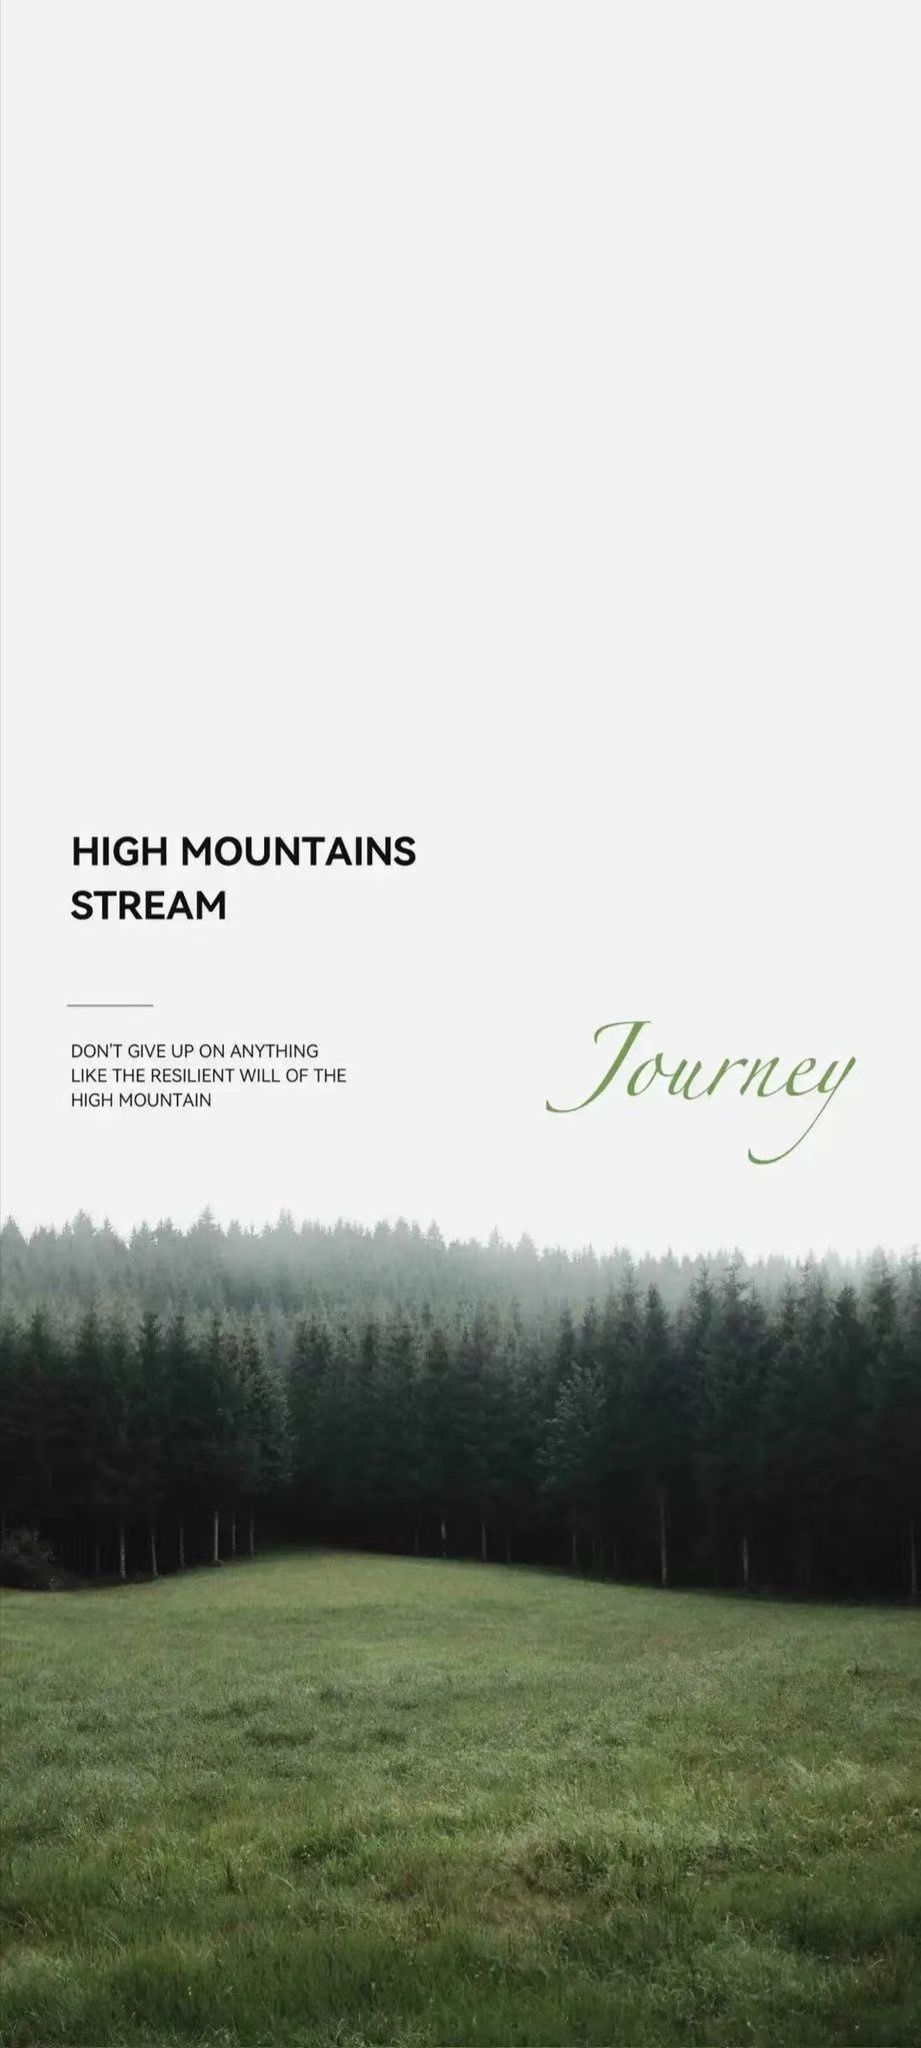 HIGH MOUNTAINS
STREAM
DON'T GIVE UP ON ANYTHING
LIKE THE RESILIENT WILL OF THE
HIGH MOUNTAIN
Journey